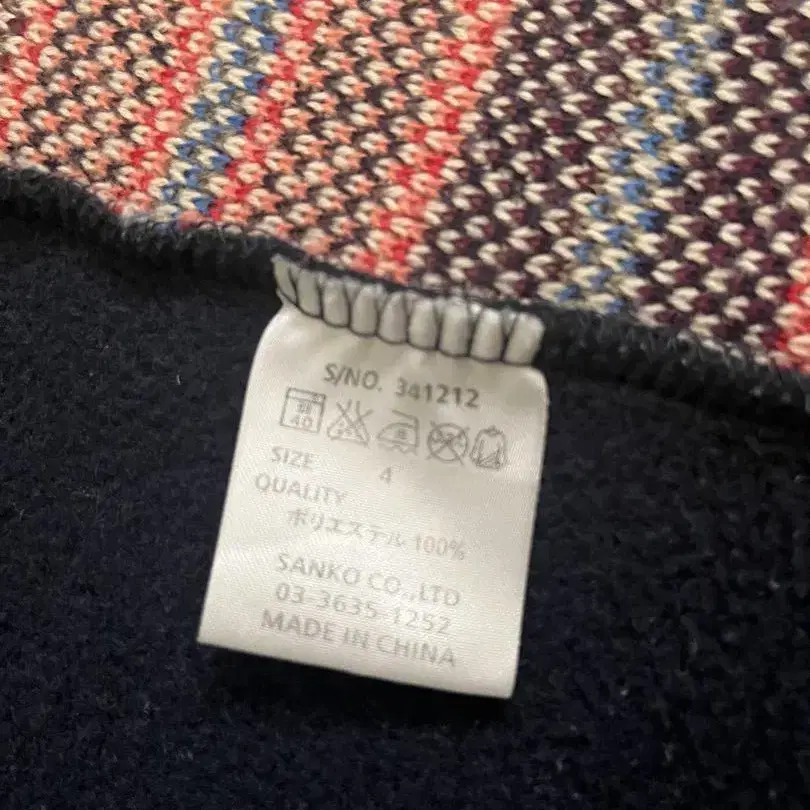 S/NO. 341212
40
SIZE 4
QUALITY
ポリエステル 100%
SANKO CO.,LTD
03-3635-1252
MADE IN CHINA